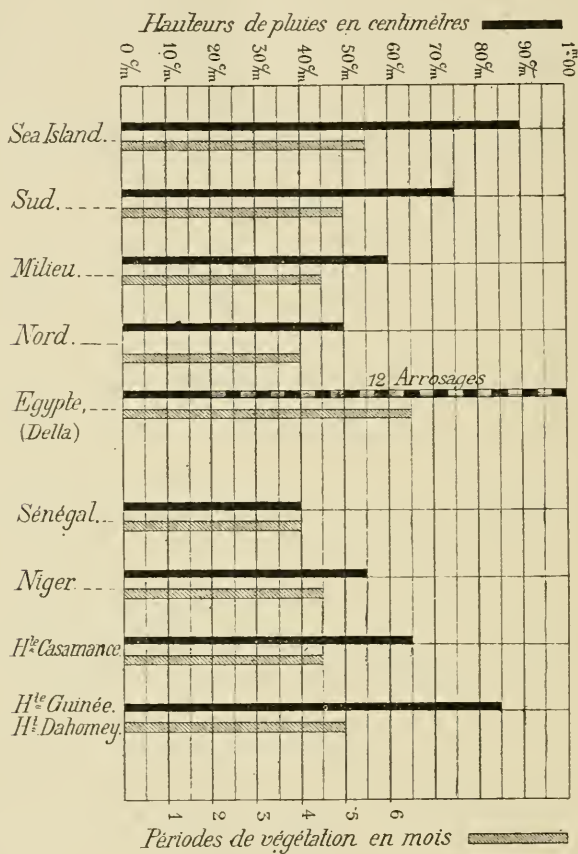 Hauteurs de pluies en centimètres
0 c/m 10 c/m 20 c/m 30 c/m 40 c/m 50 c/m 60 c/m 70 c/m 80 c/m 90 c/m 1m00
Sea Island
Sud
Milieu
Nord
12 Arrosages
Egypte,
(Della)
Sénégal
Niger
Hte Casamance
Hte Guinée.
Ht Dahomey.
1 2 3 4 5 6
Périodes de végétation en mois